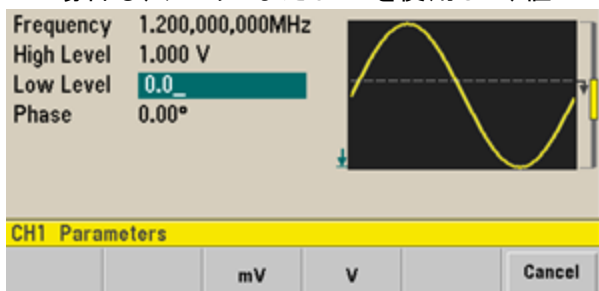 Frequency 1.200,000,000MHz
High Level 1.000 V
Low Level 0.0_
Phase 0.00°
CH1 Parameters
mV V Cancel